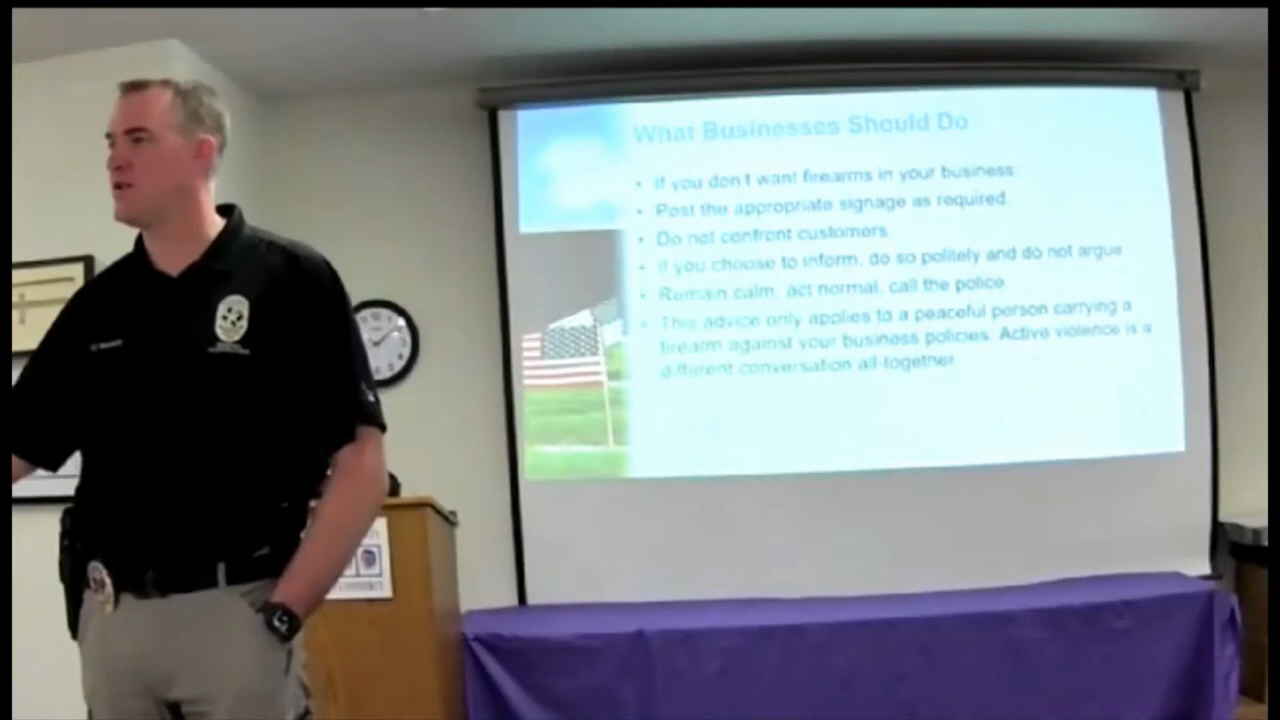 What Businesses Should Do
• If you don't want firearms in your business
• Post the appropriate signage as required.
• Do not confront customers
• If you choose to inform, do so politely and do not argue
• Remain calm, act normal, call the police
• This advice only applies to a peaceful person carrying a
firearm against your business policies. Active violence is a
different conversation all-together.